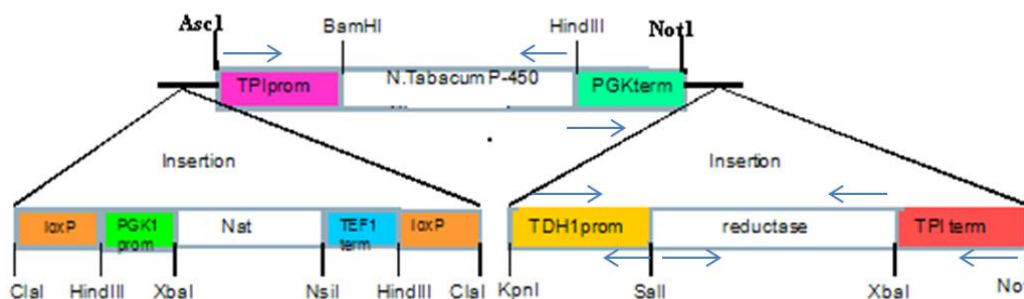 Asc1 BamHI HindIII Not1
TPIprom N.Tabacum P-450 PGKterm
Insertion Insertion
loxP PGK1 prom Nat TEF1 term loxP TDH1prom reductase TPI term
ClaI HindIII XbaI NsiI HindIII ClaI KpnI SalI XbaI No